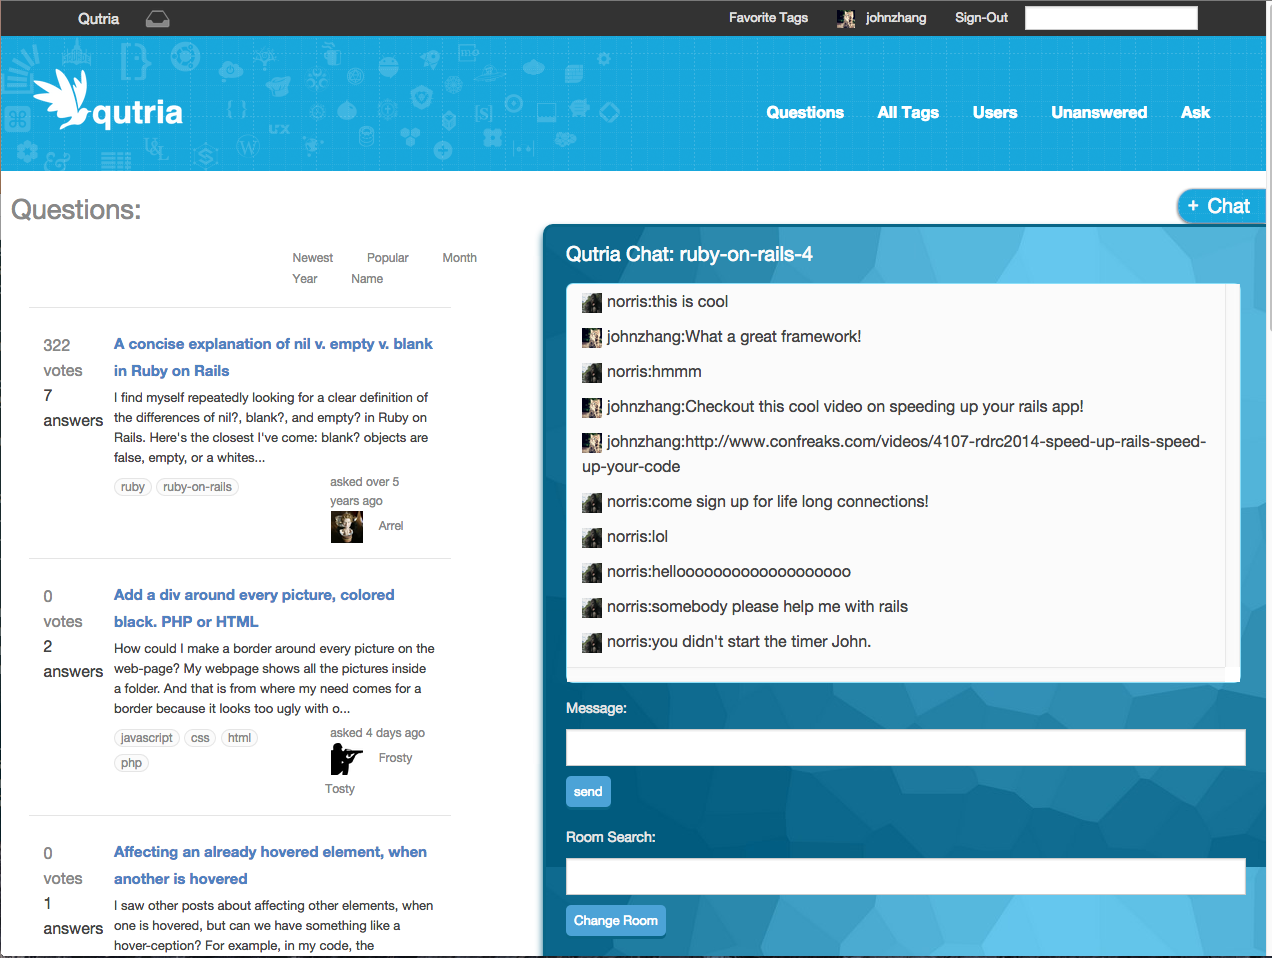 Qutria
Favorite Tags
johnzhang
Sign-Out
qutria
Questions
All Tags
Users
Unanswered
Ask
Questions:
+ Chat
Newest
Popular
Month
Year
Name
322
votes
7
answers
A concise explanation of nil v. empty v. blank
in Ruby on Rails
I find myself repeatedly looking for a clear definition of
the differences of nil?, blank?, and empty? in Ruby on
Rails. Here's the closest I've come: blank? objects are
false, empty, or a whites...
ruby
ruby-on-rails
asked over 5
years ago
Arrel
0
votes
2
answers
Add a div around every picture, colored
black. PHP or HTML
How could I make a border around every picture on the
web-page? My webpage shows all the pictures inside
a folder. And that is from where my need comes for a
border because it looks too ugly with o...
javascript
css
html
php
asked 4 days ago
Frosty
Tosty
0
votes
1
answers
Affecting an already hovered element, when
another is hovered
I saw other posts about affecting other elements, when
one is hovered, but can we have something like a
hover-ception? For example, in my code, the
Qutria Chat: ruby-on-rails-4
norris:this is cool
johnzhang:What a great framework!
norris:hmmm
johnzhang:Checkout this cool video on speeding up your rails app!
johnzhang:http://www.confreaks.com/videos/4107-rdrc2014-speed-up-rails-speed-
up-your-code
norris:come sign up for life long connections!
norris:lol
norris:helloooooooooooooooooooo
norris:somebody please help me with rails
norris:you didn't start the timer John.
Message:
send
Room Search:
Change Room